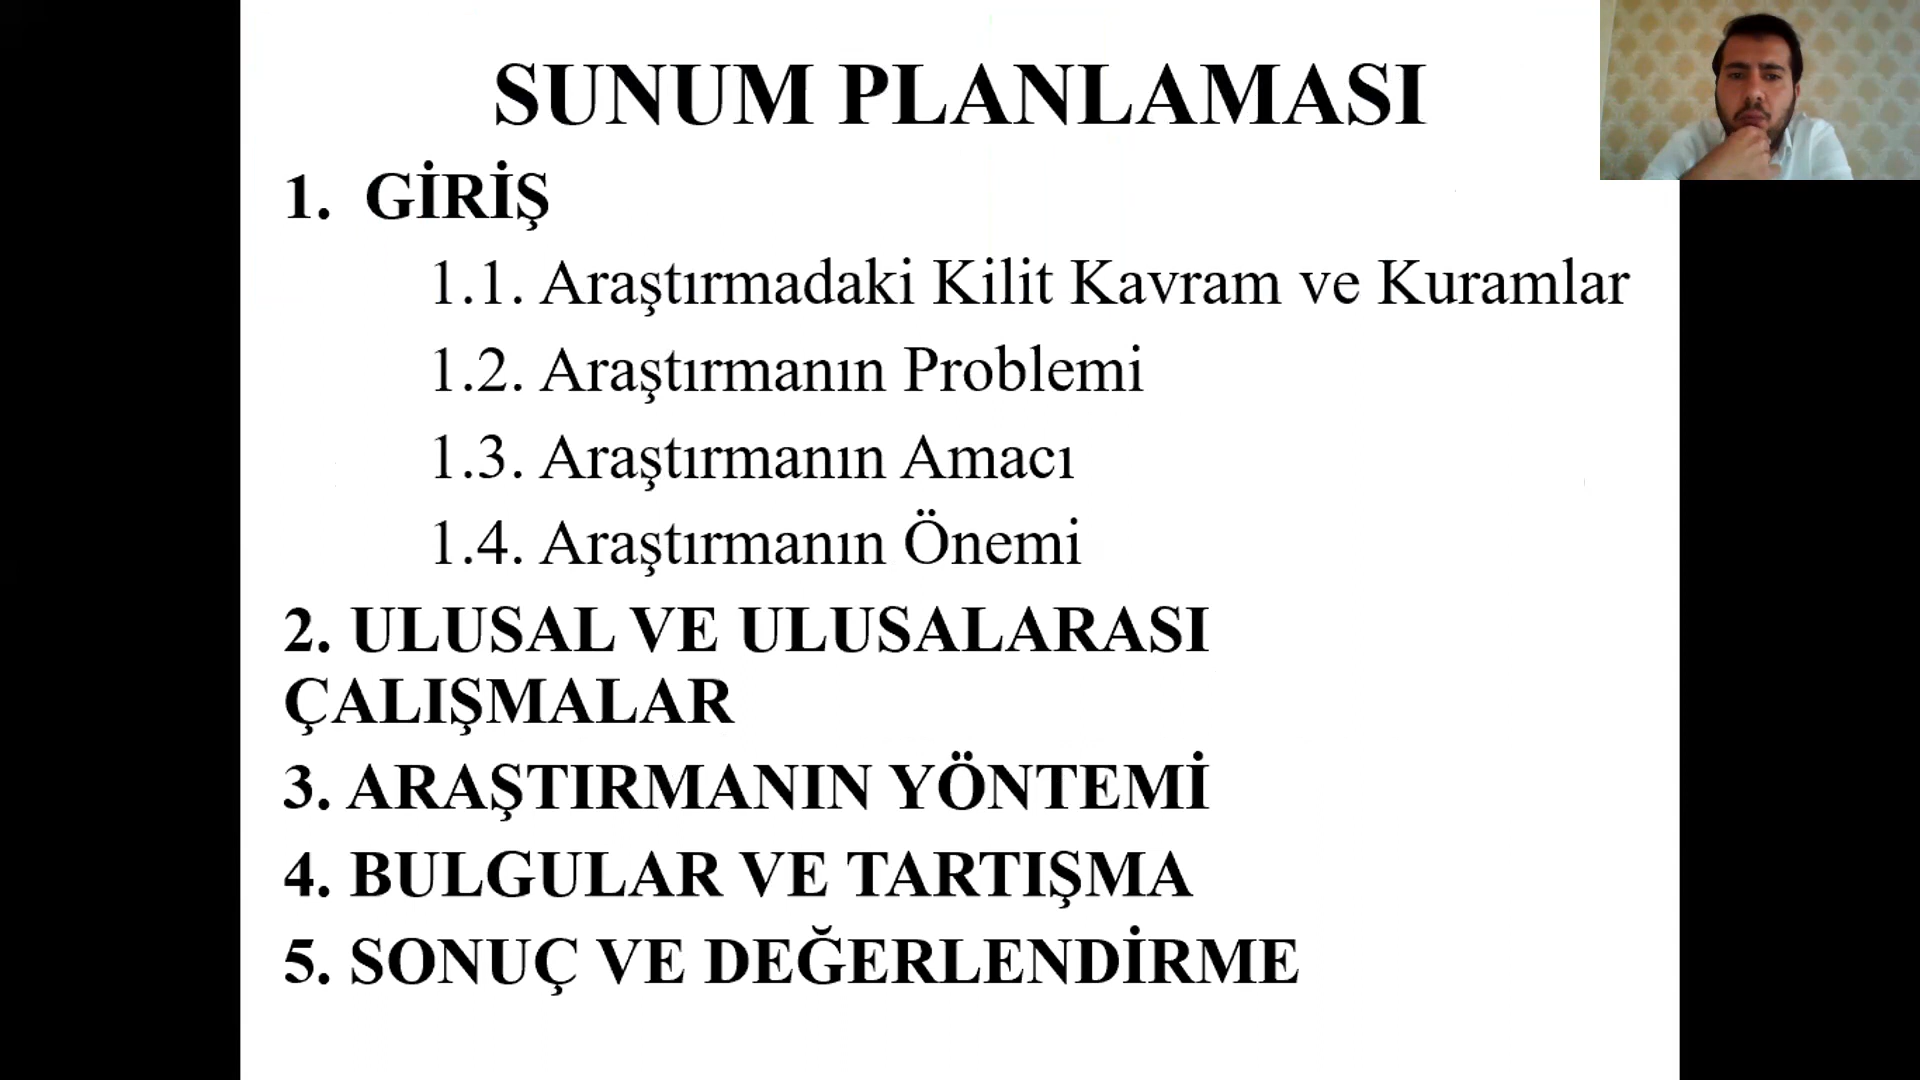 SUNUM PLANLAMASI
1. GİRİŞ
1.1. Araştırmadaki Kilit Kavram ve Kuramlar
1.2. Araştırmanın Problemi
1.3. Araştırmanın Amacı
1.4. Araştırmanın Önemi
2. ULUSAL VE ULUSALARASI
ÇALIŞMALAR
3. ARAŞTIRMANIN YÖNTEMİ
4. BULGULAR VE TARTIŞMA
5. SONUÇ VE DEĞERLENDİRME